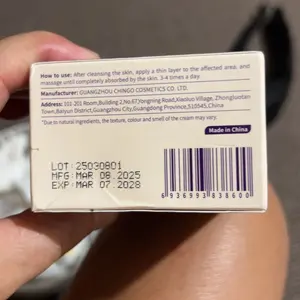 How to use: After cleansing the skin, apply a thin layer to the affected area, and
massage until completely absorbed by the skin. 3-4 times a day
Manufacturer: GUANGZHOU CHINGO COSMETICS CO. LTD.
Address: 101-201 Room,Building 2,No.67,Yongning Road,Xiaoluo Village, Zhongluotan
Town,Baiyun District,Guangzhou City,Guangdong Province,510545,China
*Due to natural ingredients, the texture, colour and smell of the cream may vary.
Made in China
LOT:25030801
MFG:MAR 08.2025
EXP:MAR 07.2028
6 936993 838600